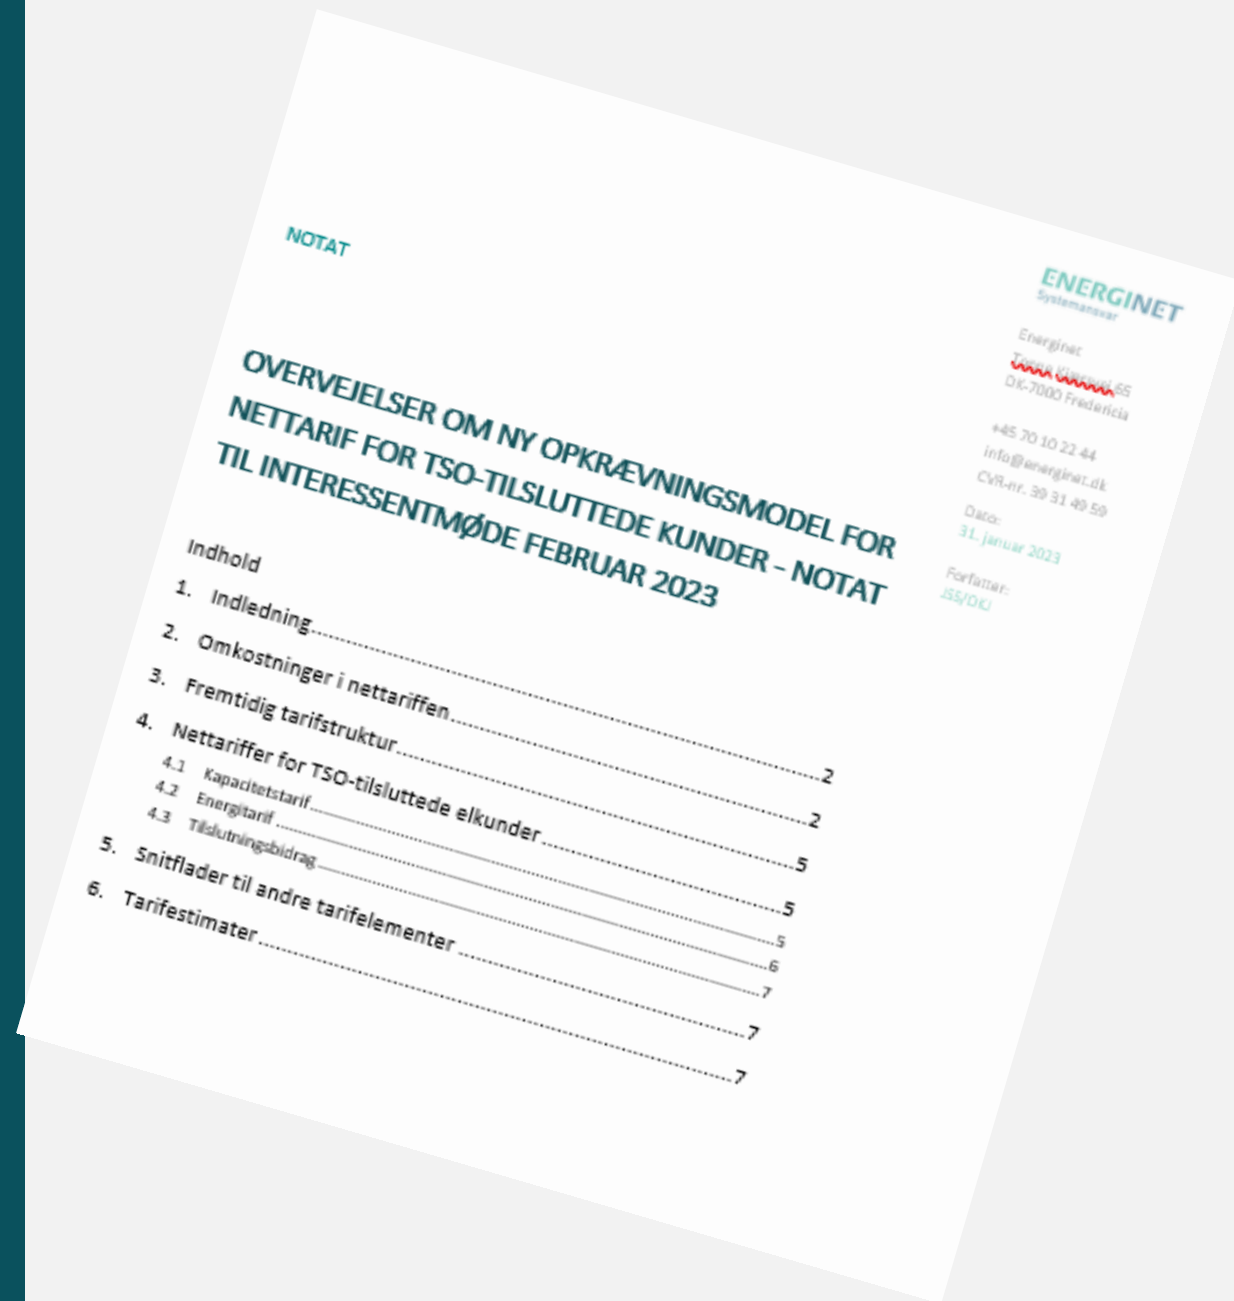 NOTAT
ENERGINET
Systemansvar
Energinet
Tonne Kjærsvej 65
DK-7000 Fredericia
+45 70 10 22 44
info@energinet.dk
CVR-nr. 39 31 49 59
Dato:
31. januar 2023
Forfatter:
OVERVEJELSER OM NY OPKRÆVNINGSMODEL FOR
NETTARIF FOR TSO-TILSLUTTEDE KUNDER - NOTAT
TIL INTERESSENTMØDE FEBRUAR 2023
Indhold
1. Indledning 2
2. Omkostninger i nettariffen 2
3. Fremtidig tarifstruktur 5
4. Nettariffer for TSO-tilsluttede elkunder 5
4.1 Kapacitetstarif 5
4.2 Energitarif 6
4.3 Tilslutningsbidrag 7
5. Snitflader til andre tarifelementer 7
6. Tarifestimater 7